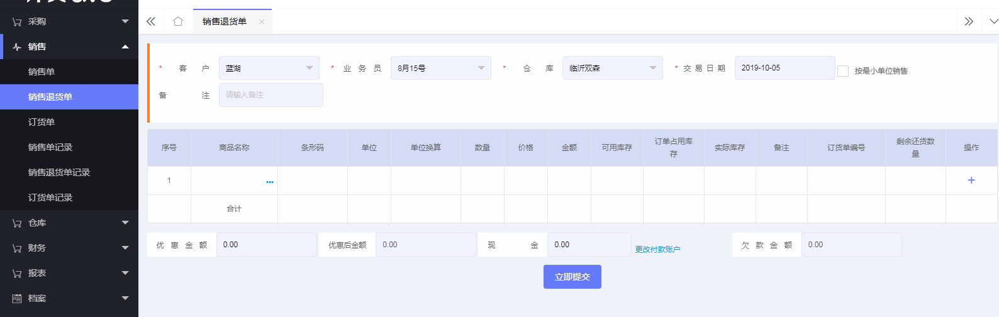 采购
销售
销售单
销售退货单
订货单
销售单记录
销售退货单记录
订货单记录
仓库
财务
报表
档案
销售退货单 ×
* 客户 蓝湖 * 业务员 8月15号 * 仓库 临沂双森 * 交易日期 2019-10-05 按最小单位销售
备注 请输入备注
序号 商品名称 条形码 单位 单位换算 数量 价格 金额 可用库存 订单占用库存 实际库存 备注 订货单编号 剩余还货数量 操作
1 ... +
合计
优惠金额 0.00 优惠后金额 0.00 现金 0.00 更改付款账户 欠款金额 0.00
立即提交